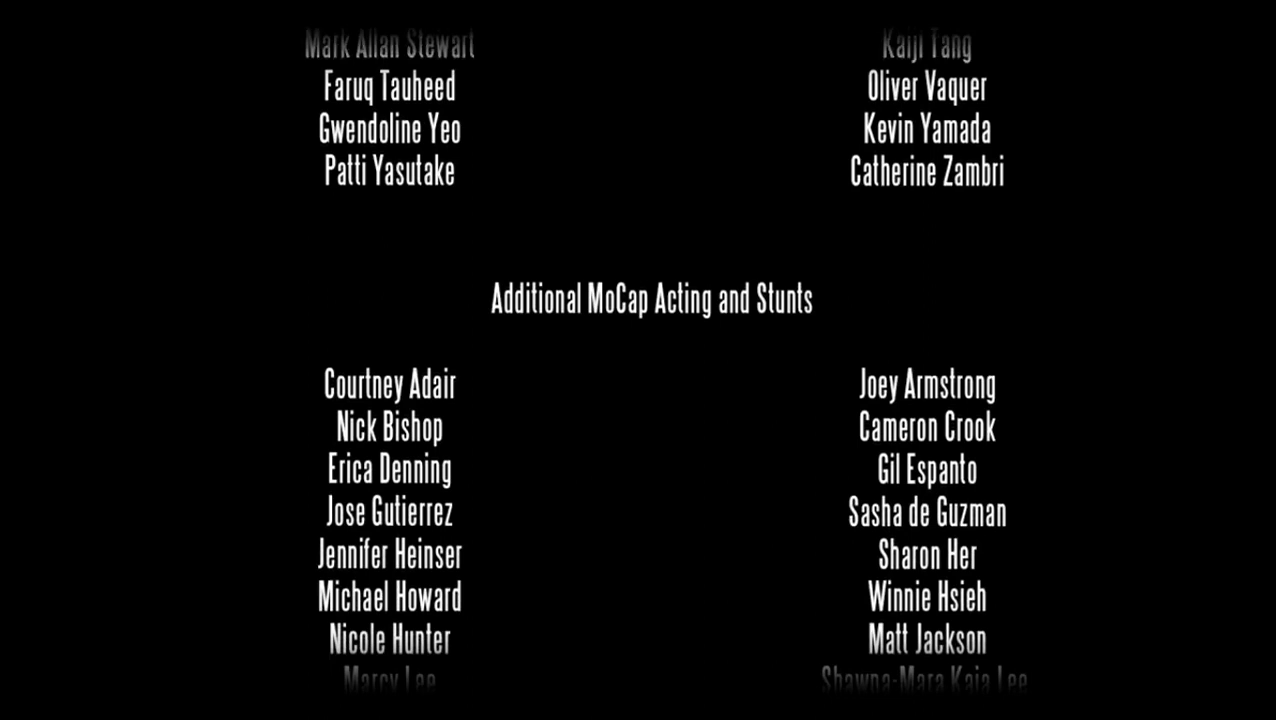 Mark Allan Stewart Kaiji Tang
Faruq Tauheed Oliver Vaquer
Gwendoline Yeo Kevin Yamada
Patti Yasutake Catherine Zambri
Additional MoCap Acting and Stunts
Courtney Adair Joey Armstrong
Nick Bishop Cameron Crook
Erica Denning Gil Espanto
Jose Gutierrez Sasha de Guzman
Jennifer Heinser Sharon Her
Michael Howard Winnie Hsieh
Nicole Hunter Matt Jackson
Marcy Lee Shawna-Mara Kaia Lee